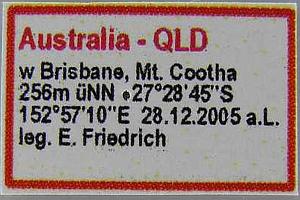 Australia - QLD
w Brisbane, Mt. Cootha
256m üNN •27°28'45"S
152°57'10"E 28.12.2005 a.L.
leg. E. Friedrich